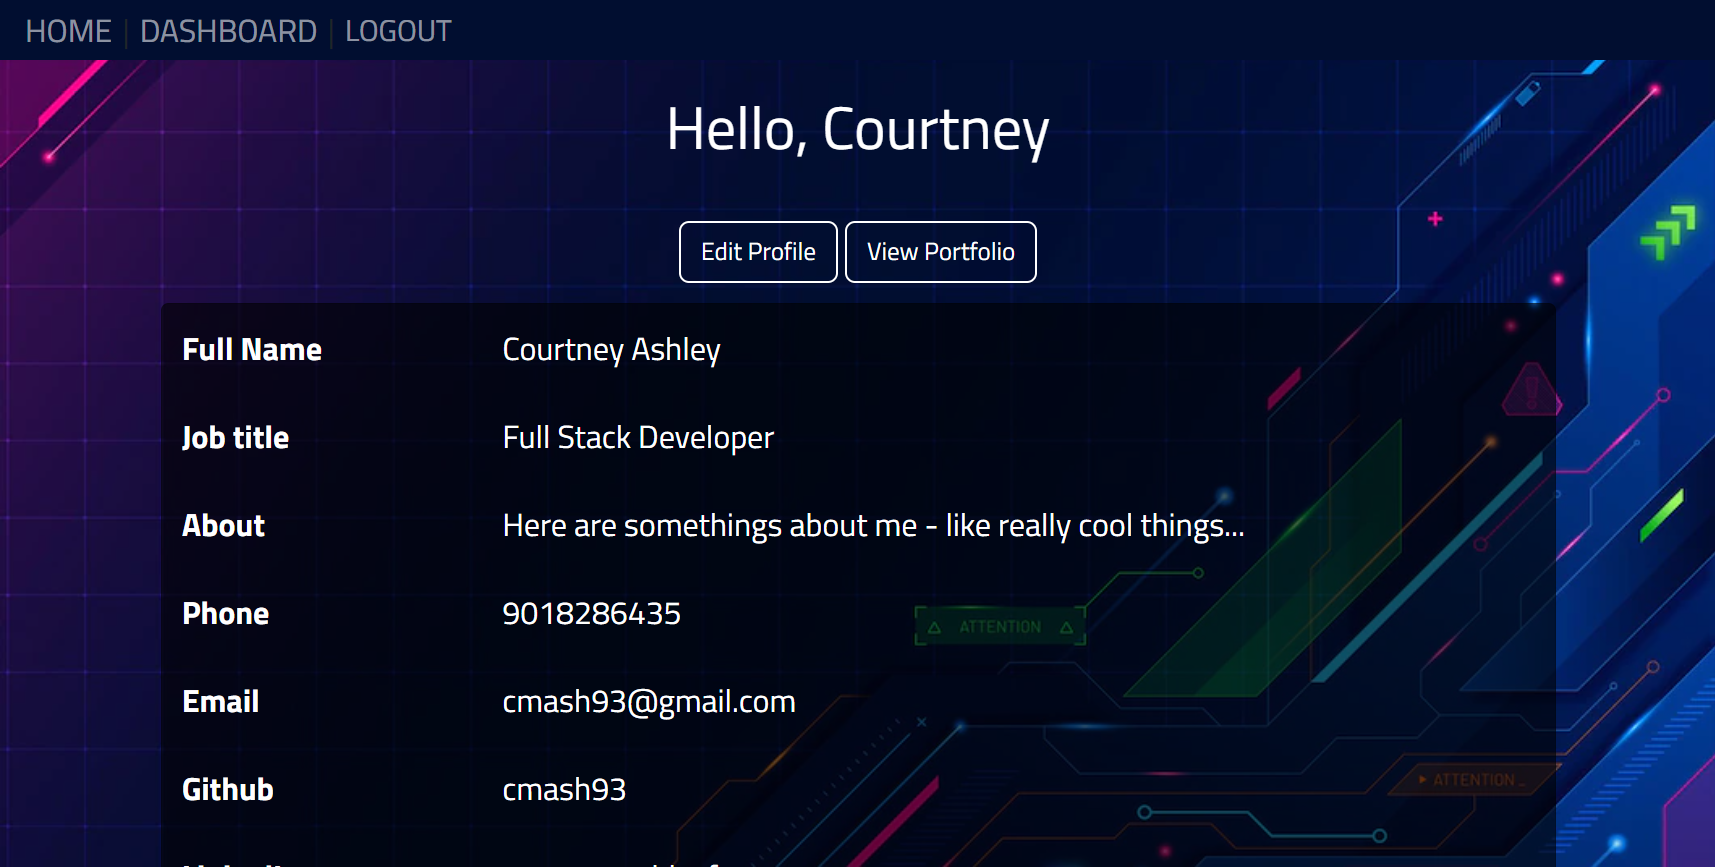 HOME | DASHBOARD | LOGOUT
Hello, Courtney
Edit Profile View Portfolio
Full Name Courtney Ashley
Job title Full Stack Developer
About Here are somethings about me - like really cool things...
Phone 9018286435
ATTENTION
Email cmash93@gmail.com
Github cmash93
ATTENTION